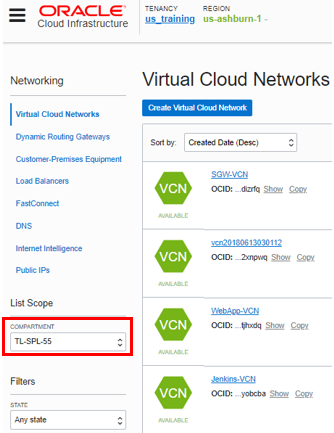 ORACLE
Cloud Infrastructure
TENANCY
us_training
REGION
us-ashburn-1
Networking
Virtual Cloud Networks
Dynamic Routing Gateways
Customer-Premises Equipment
Load Balancers
FastConnect
DNS
Internet Intelligence
Public IPs
List Scope
COMPARTMENT
TL-SPL-55
Filters
STATE
Any state
Virtual Cloud Networks
Create Virtual Cloud Network
Sort by: Created Date (Desc)
VCN
AVAILABLE
SGW-VCN
OCID: ...dizrfq Show Copy
VCN
AVAILABLE
vcn20180613030112
OCID: ...2xnpwq Show Copy
VCN
AVAILABLE
WebApp-VCN
OCID: ...tjhxdq Show Copy
VCN
AVAILABLE
Jenkins-VCN
OCID: ...yobcba Show Copy